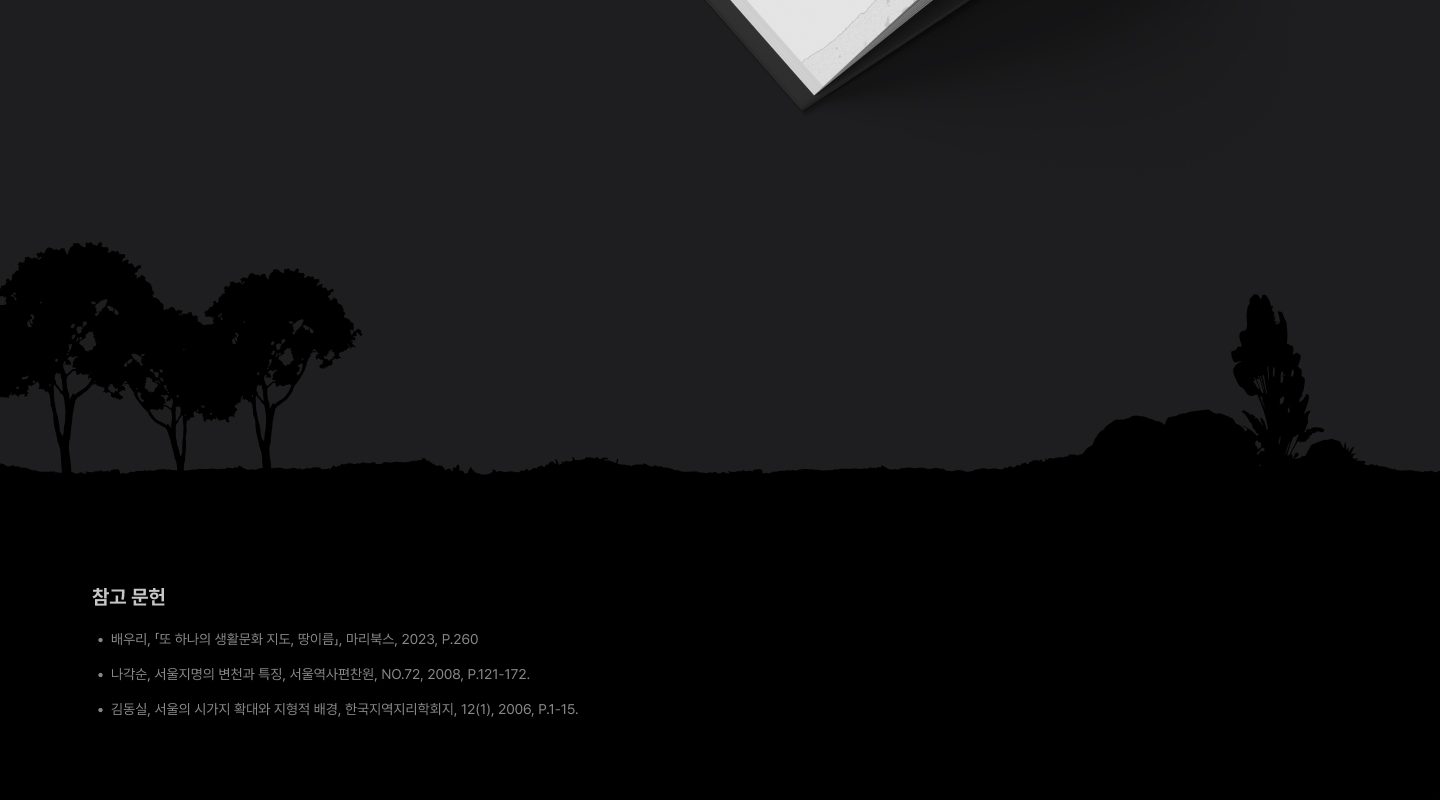 참고 문헌
• 배우리, 「또 하나의 생활문화 지도, 땅이름」, 마리북스, 2023, P.260
• 나각순, 서울지명의 변천과 특징, 서울역사편찬원, NO.72, 2008, P.121-172.
• 김동실, 서울의 시가지 확대와 지형적 배경, 한국지역지리학회지, 12(1), 2006, P.1-15.